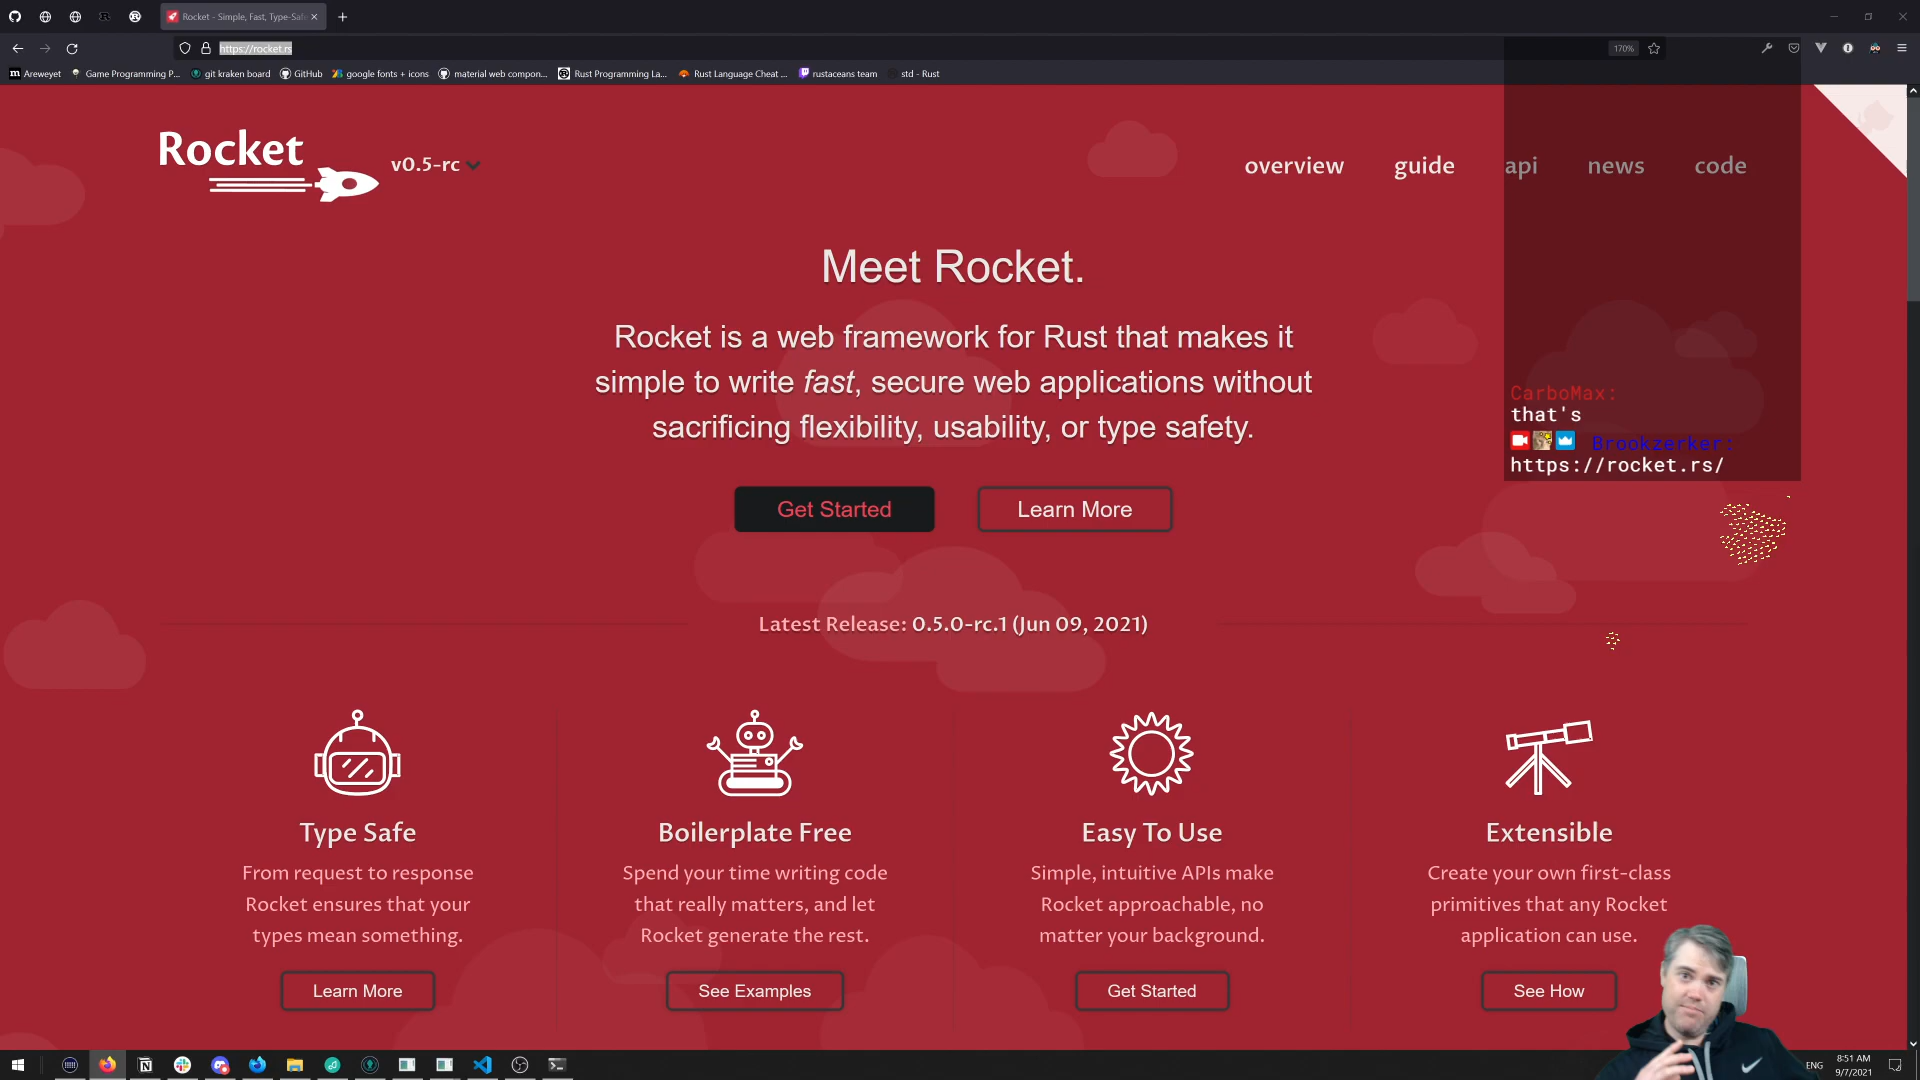 Rocket - Simple, Fast, Type-Safe
https://rocket.rs
170%
Areweyet
Game Programming P...
git kraken board
GitHub
google fonts + icons
material web compon...
Rust Programming La...
Rust Language Cheat ...
rustaceans team
std - Rust
Rocket
v0.5-rc
overview
guide
api
news
code
Meet Rocket.
Rocket is a web framework for Rust that makes it
simple to write fast, secure web applications without
sacrificing flexibility, usability, or type safety.
CarboMax:
that's
Brookzerker:
https://rocket.rs/
Get Started
Learn More
Latest Release: 0.5.0-rc.1 (Jun 09, 2021)
Type Safe
From request to response
Rocket ensures that your
types mean something.
Learn More
Boilerplate Free
Spend your time writing code
that really matters, and let
Rocket generate the rest.
See Examples
Easy To Use
Simple, intuitive APIs make
Rocket approachable, no
matter your background.
Get Started
Extensible
Create your own first-class
primitives that any Rocket
application can use.
See How
ENG
8:51 AM
9/7/2021